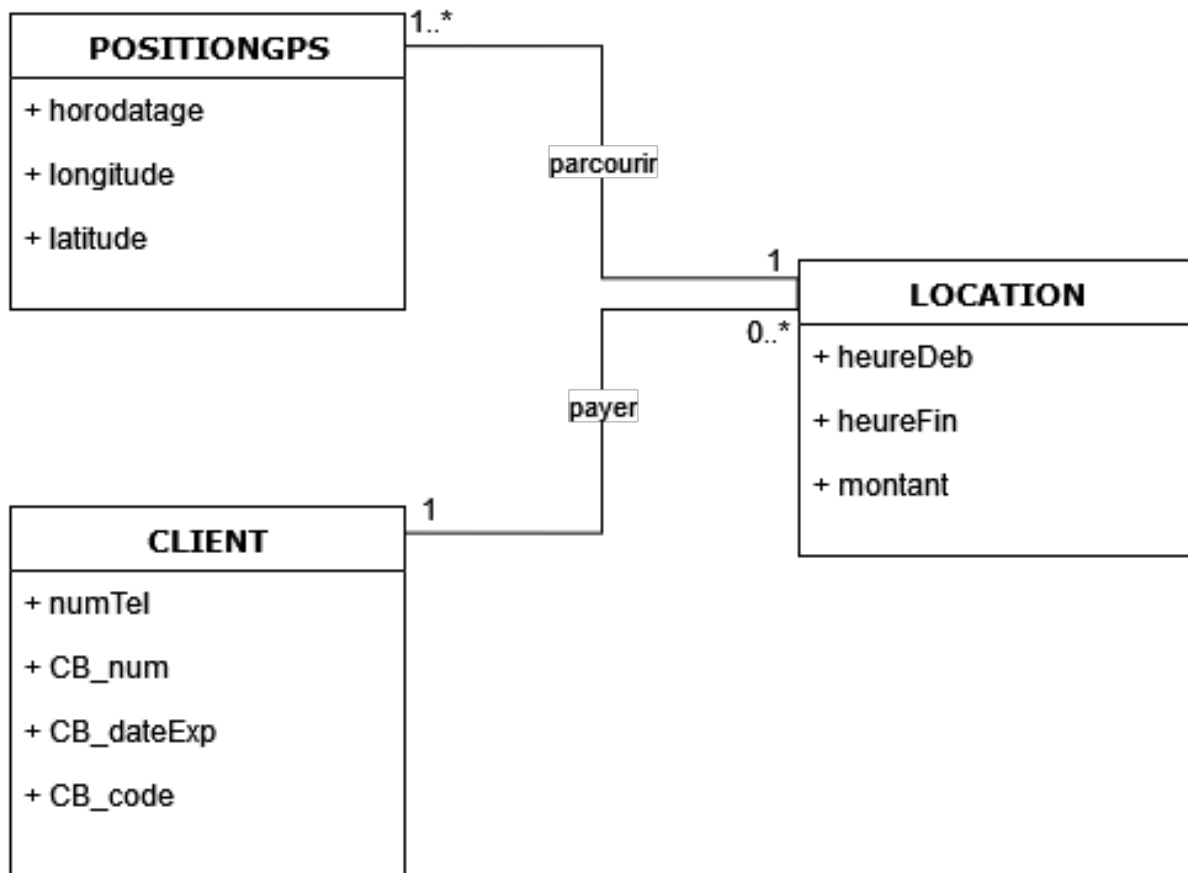 POSITIONGPS
+ horodatage
+ longitude
+ latitude
1..*
parcourir
1
LOCATION
+ heureDeb
+ heureFin
+ montant
0..*
payer
1
CLIENT
+ numTel
+ CB_num
+ CB_dateExp
+ CB_code